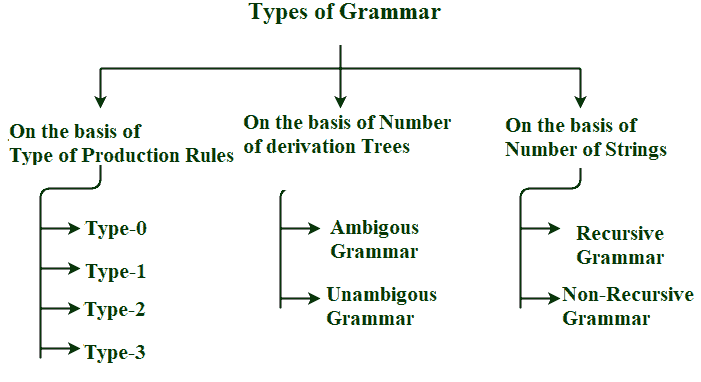 Types of Grammar
On the basis of
Type of Production Rules
Type-0
Type-1
Type-2
Type-3
On the basis of Number
of derivation Trees
Ambigous
Grammar
Unambigous
Grammar
On the basis of
Number of Strings
Recursive
Grammar
Non-Recursive
Grammar